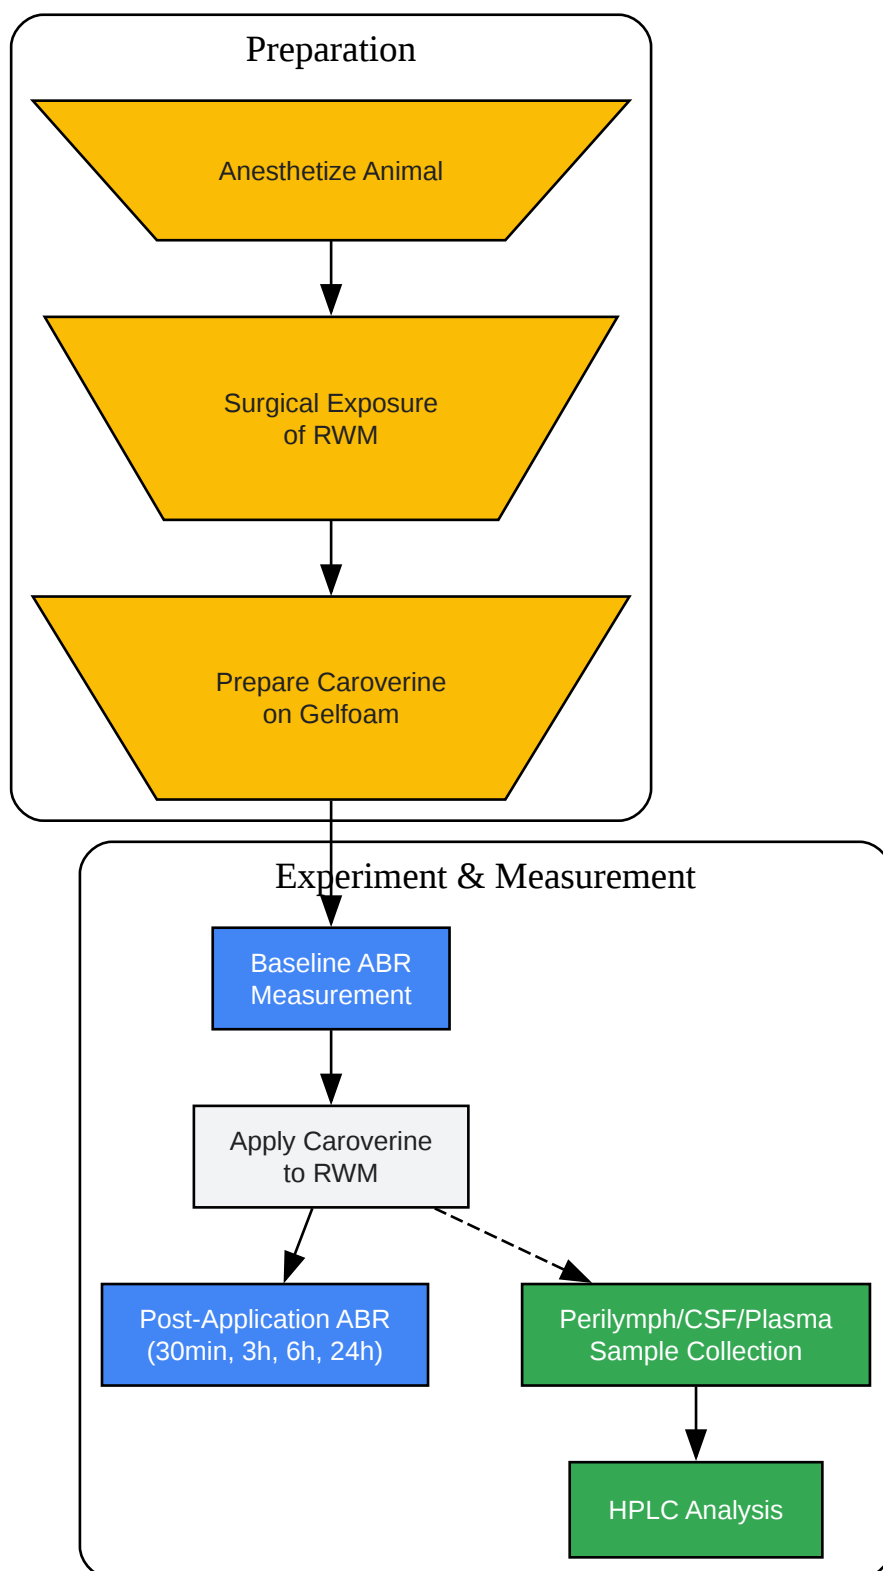 Preparation
Anesthetize Animal
Surgical Exposure
of RWM
Prepare Caroverine
on Gelfoam
Experiment & Measurement
Baseline ABR
Measurement
Apply Caroverine
to RWM
Post-Application ABR
(30min, 3h, 6h, 24h)
Perilymph/CSF/Plasma
Sample Collection
HPLC Analysis